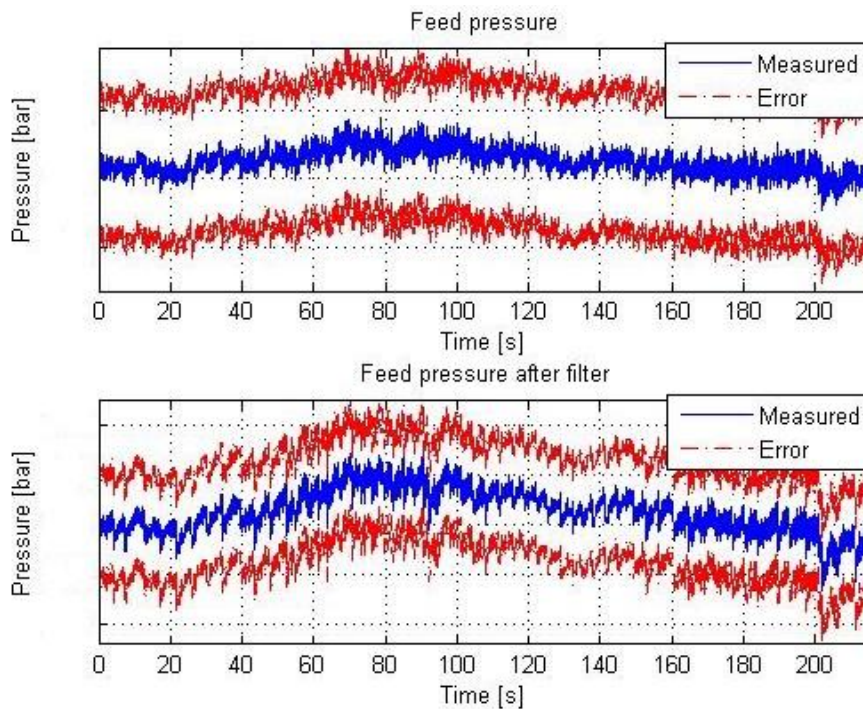 Feed pressure
Measured
Error
Pressure [bar]
0 20 40 60 80 100 120 140 160 180 200
Time [s]
Feed pressure after filter
Measured
Error
Pressure [bar]
0 20 40 60 80 100 120 140 160 180 200
Time [s]